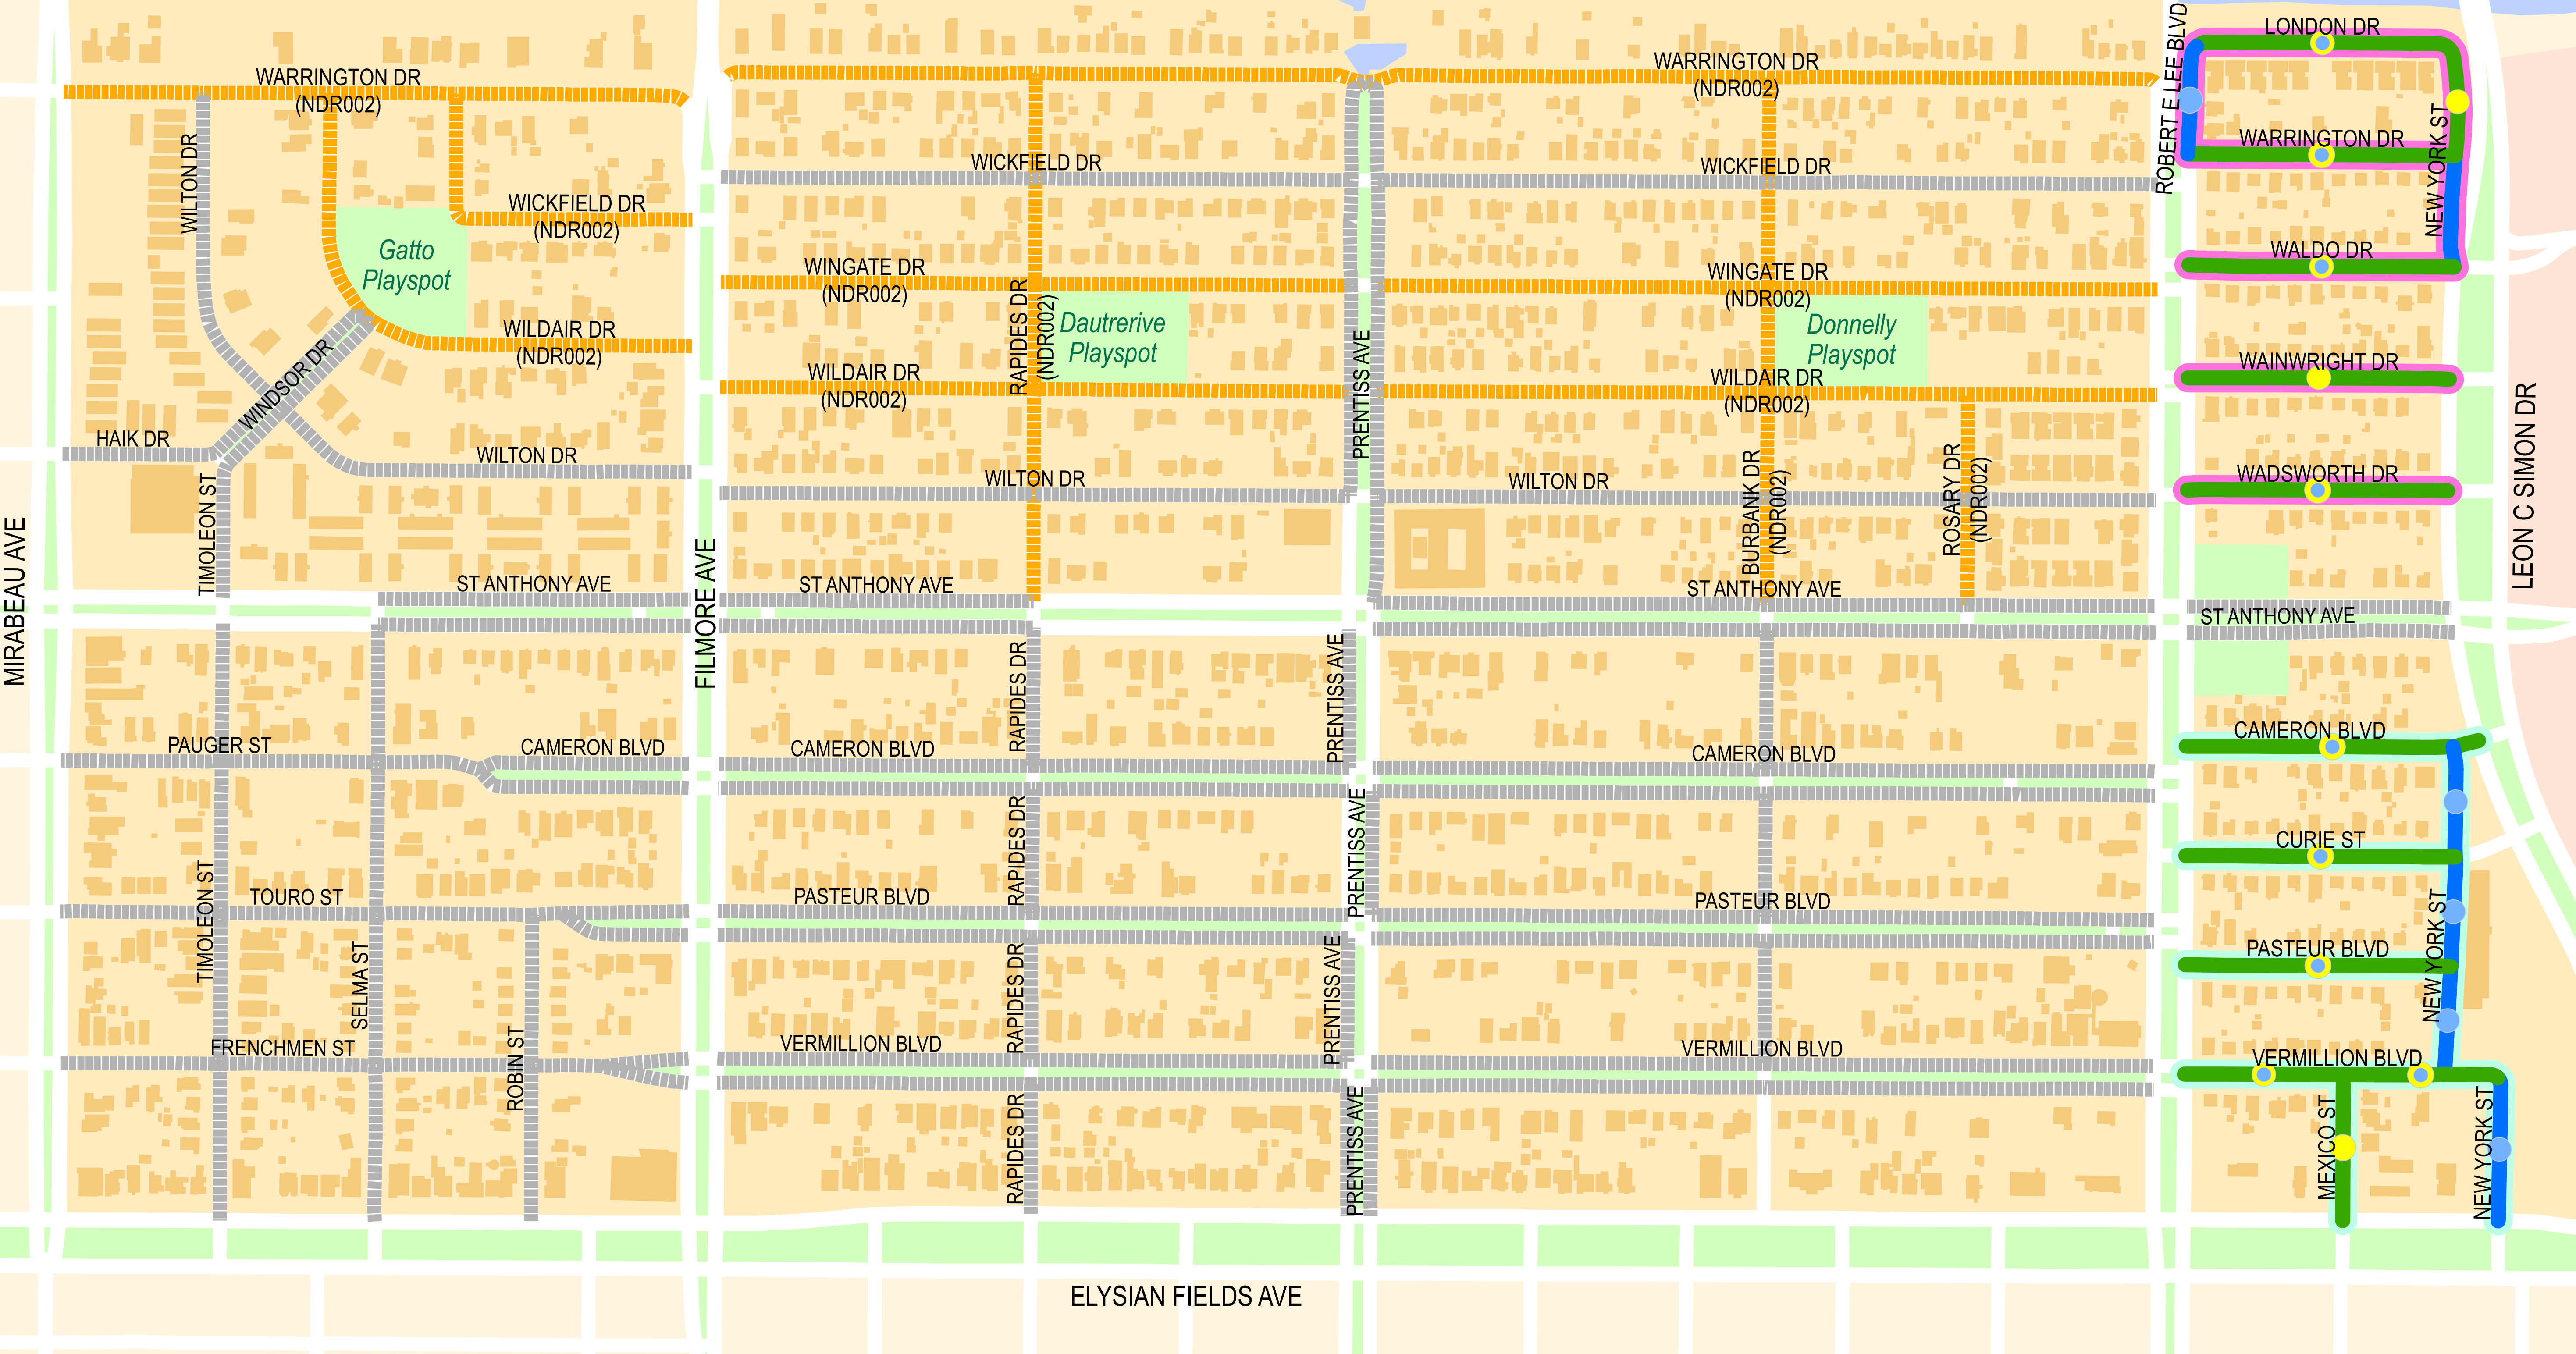 LONDON DR
ROBERT E LEE BLVD
WARRINGTON DR
(NDR002)
WARRINGTON DR
(NDR002)
WARRINGTON DR
NEW YORK ST
WILTON DR
WICKFIELD DR
WICKFIELD DR
WICKFIELD DR
(NDR002)
Gatto
Playspot
WALDO DR
WINGATE DR
(NDR002)
WINGATE DR
(NDR002)
RAPIDES DR
(NDR002)
Dautrerive
Playspot
PRENTISS AVE
Donnelly
Playspot
WILDAIR DR
(NDR002)
WILDAIR DR
(NDR002)
WILDAIR DR
(NDR002)
WAINWRIGHT DR
WINDSOR DR
HAIK DR
WILTON DR
WILTON DR
WILTON DR
BURBANK DR
(NDR002)
ROSARY DR
(NDR002)
WADSWORTH DR
LEON C SIMON DR
TIMOLEON ST
MIRABEAU AVE
FILMORE AVE
ST ANTHONY AVE
ST ANTHONY AVE
ST ANTHONY AVE
ST ANTHONY AVE
RAPIDES DR
PRENTISS AVE
PAUGER ST
CAMERON BLVD
CAMERON BLVD
CAMERON BLVD
CAMERON BLVD
RAPIDES DR
PRENTISS AVE
CURIE ST
TIMOLEON ST
TOURO ST
PASTEUR BLVD
PASTEUR BLVD
PASTEUR BLVD
NEW YORK ST
SELMA ST
RAPIDES DR
PRENTISS AVE
FRENCHMEN ST
ROBIN ST
VERMILLION BLVD
VERMILLION BLVD
VERMILLION BLVD
RAPIDES DR
PRENTISS AVE
MEXICO ST
NEW YORK ST
ELYSIAN FIELDS AVE